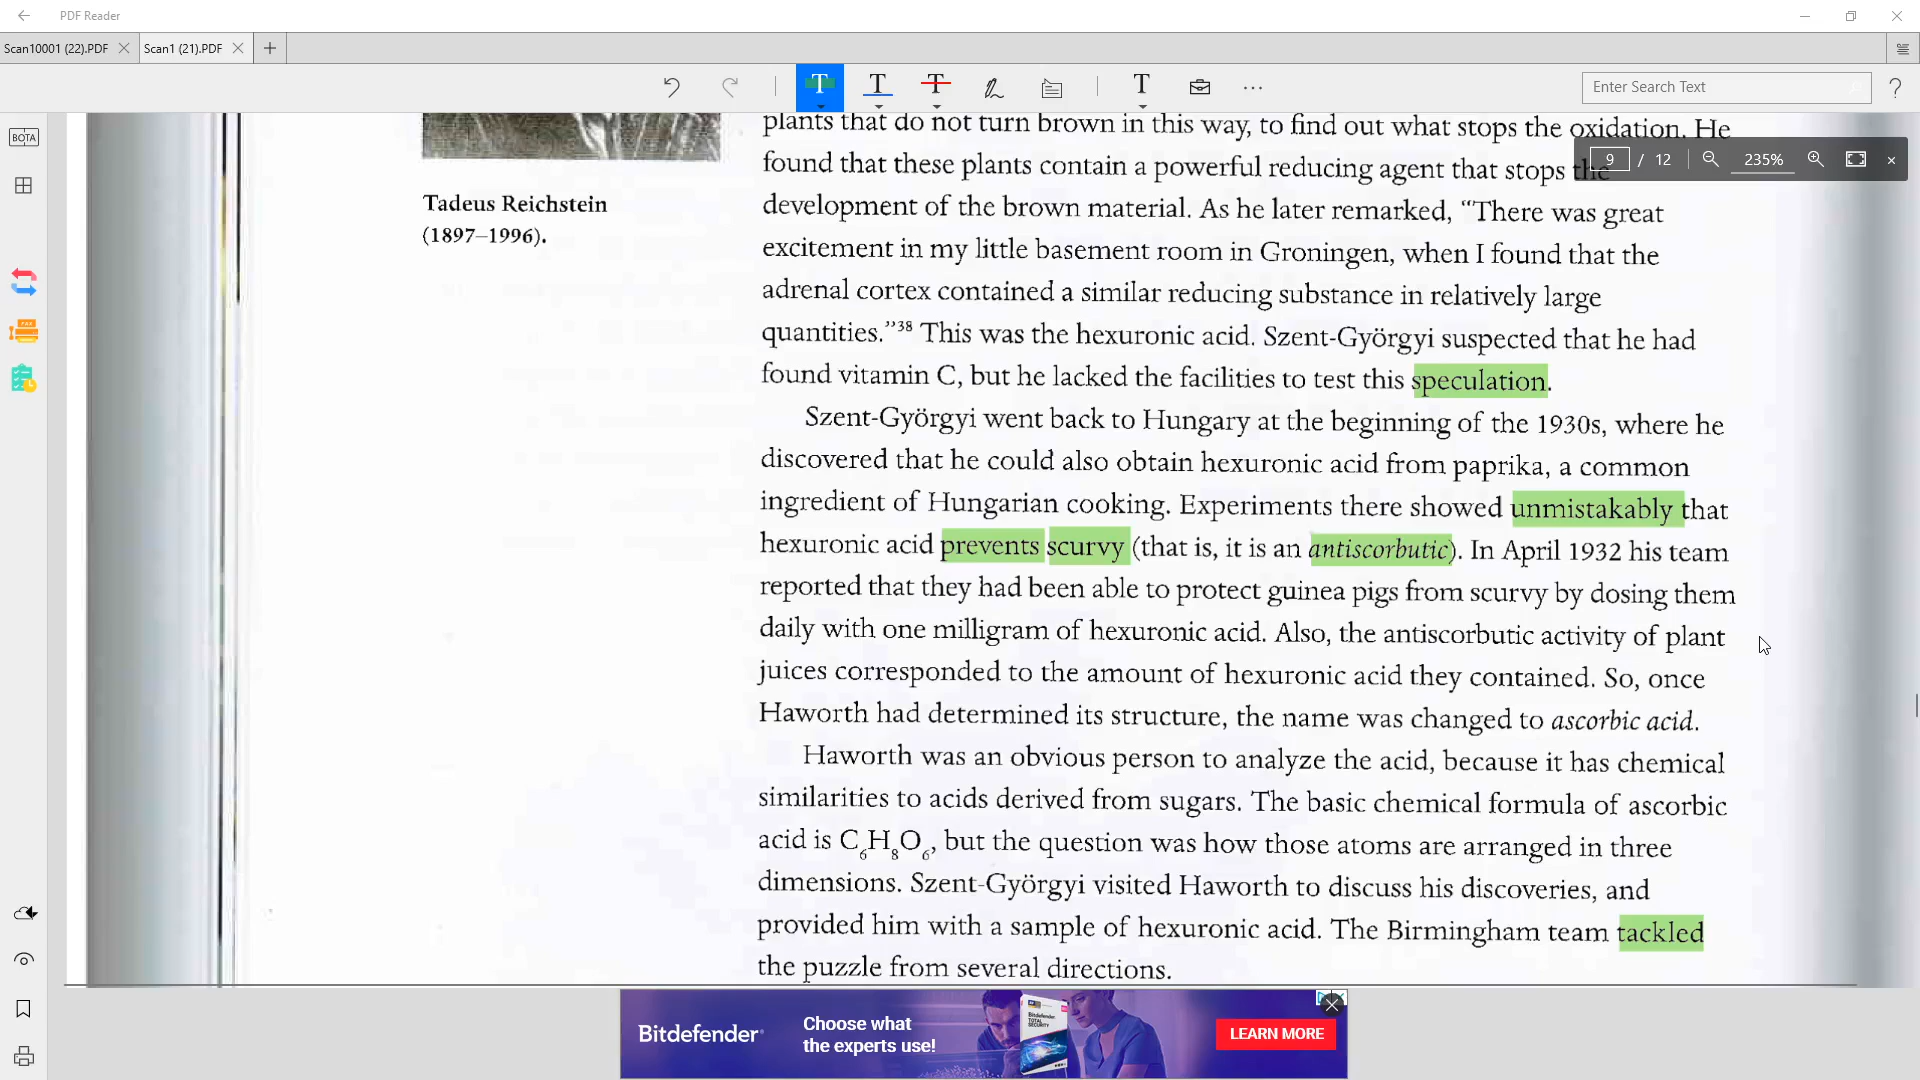 PDF Reader
Scan10001 (22).PDF
Scan1 (21).PDF
Enter Search Text
?
BOTA
9 / 12
235%
Tadeus Reichstein
(1897–1996).
plants that do not turn brown in this way, to find out what stops the oxidation. He
found that these plants contain a powerful reducing agent that stops the
development of the brown material. As he later remarked, “There was great
excitement in my little basement room in Groningen, when I found that the
adrenal cortex contained a similar reducing substance in relatively large
quantities.”38 This was the hexuronic acid. Szent-Györgyi suspected that he had
found vitamin C, but he lacked the facilities to test this speculation.
Szent-Györgyi went back to Hungary at the beginning of the 1930s, where he
discovered that he could also obtain hexuronic acid from paprika, a common
ingredient of Hungarian cooking. Experiments there showed unmistakably that
hexuronic acid prevents scurvy (that is, it is an antiscorbutic). In April 1932 his team
reported that they had been able to protect guinea pigs from scurvy by dosing them
daily with one milligram of hexuronic acid. Also, the antiscorbutic activity of plant
juices corresponded to the amount of hexuronic acid they contained. So, once
Haworth had determined its structure, the name was changed to ascorbic acid.
Haworth was an obvious person to analyze the acid, because it has chemical
similarities to acids derived from sugars. The basic chemical formula of ascorbic
acid is C6H8O6, but the question was how those atoms are arranged in three
dimensions. Szent-Györgyi visited Haworth to discuss his discoveries, and
provided him with a sample of hexuronic acid. The Birmingham team tackled
the puzzle from several directions.
Bitdefender
Choose what
the experts use!
Bitdefender
TOTAL
SECURITY
LEARN MORE